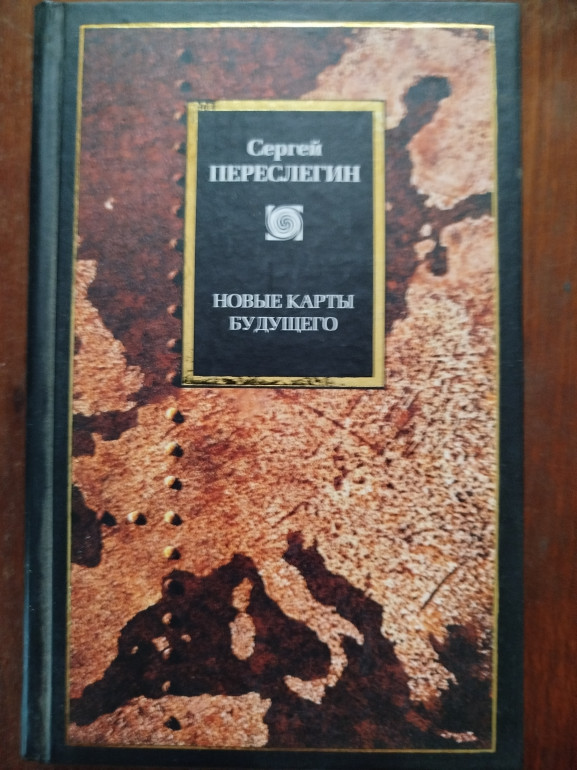 Сергей
ПЕРЕСЛЕГИН
НОВЫЕ КАРТЫ
БУДУЩЕГО